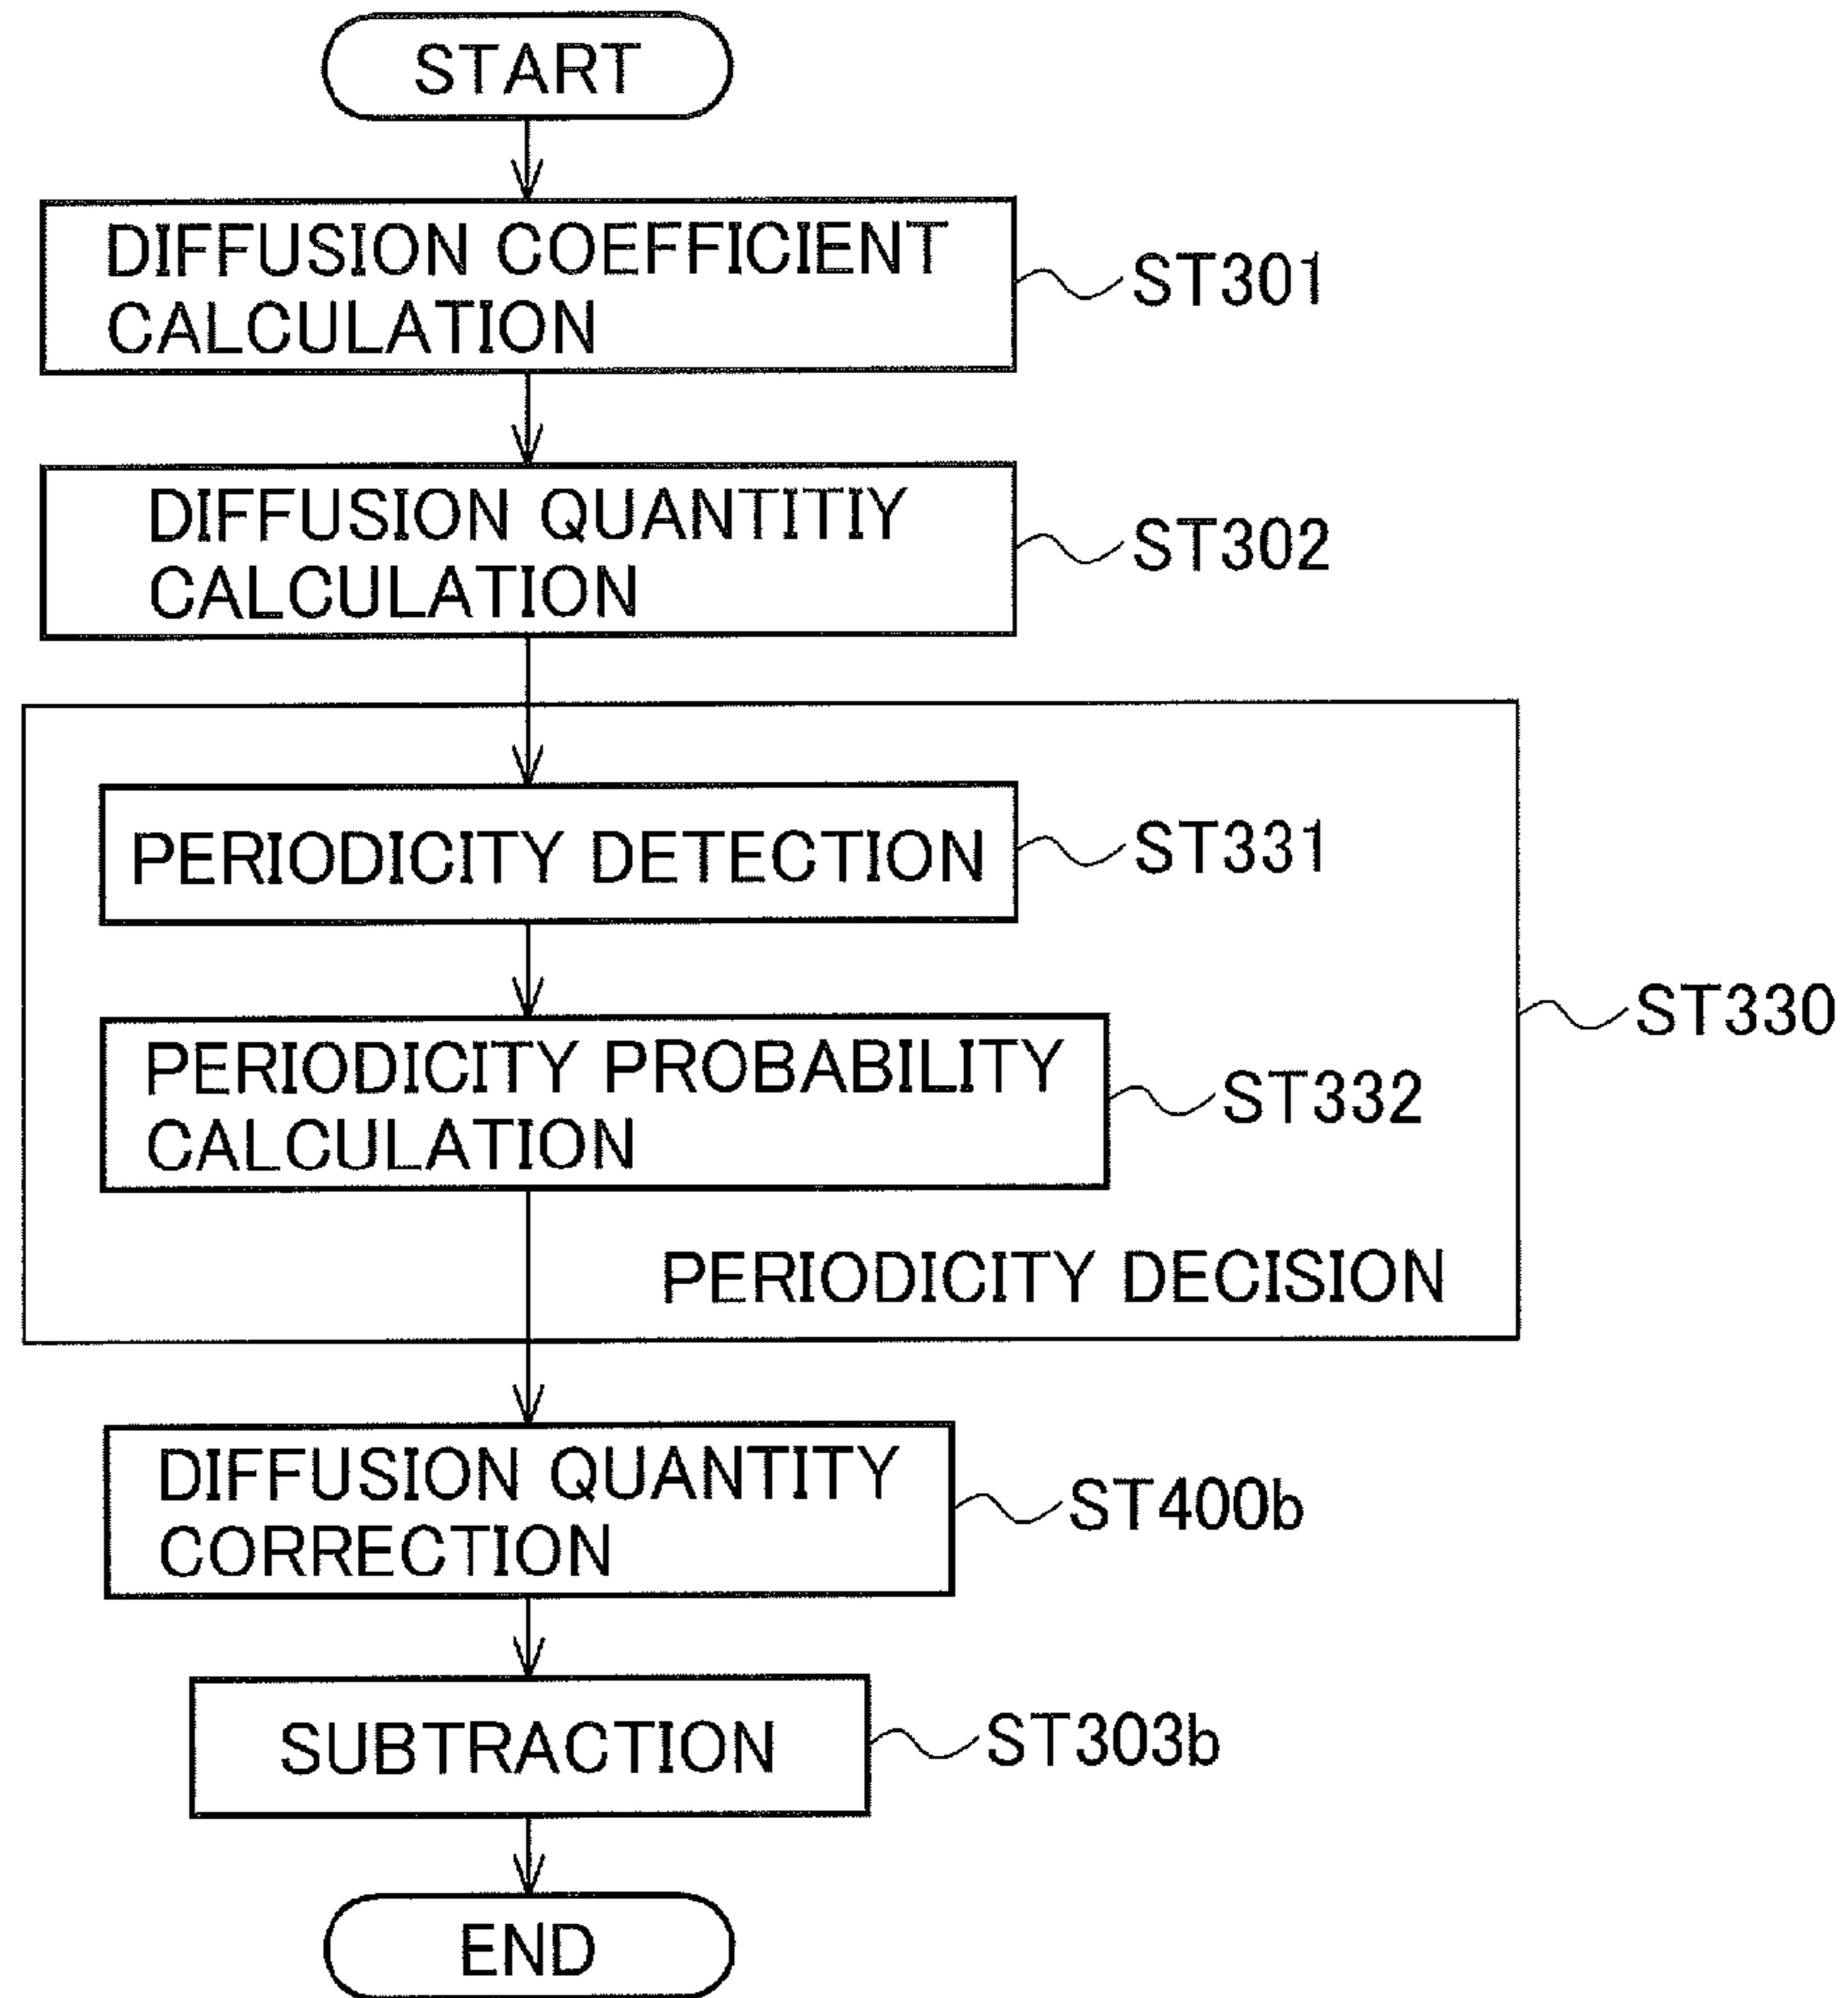 START
DIFFUSION COEFFICIENT
CALCULATION
ST301
DIFFUSION QUANTITIY
CALCULATION
ST302
PERIODICITY DETECTION
ST331
PERIODICITY PROBABILITY
CALCULATION
ST332
PERIODICITY DECISION
ST330
DIFFUSION QUANTITY
CORRECTION
ST400b
SUBTRACTION
ST303b
END